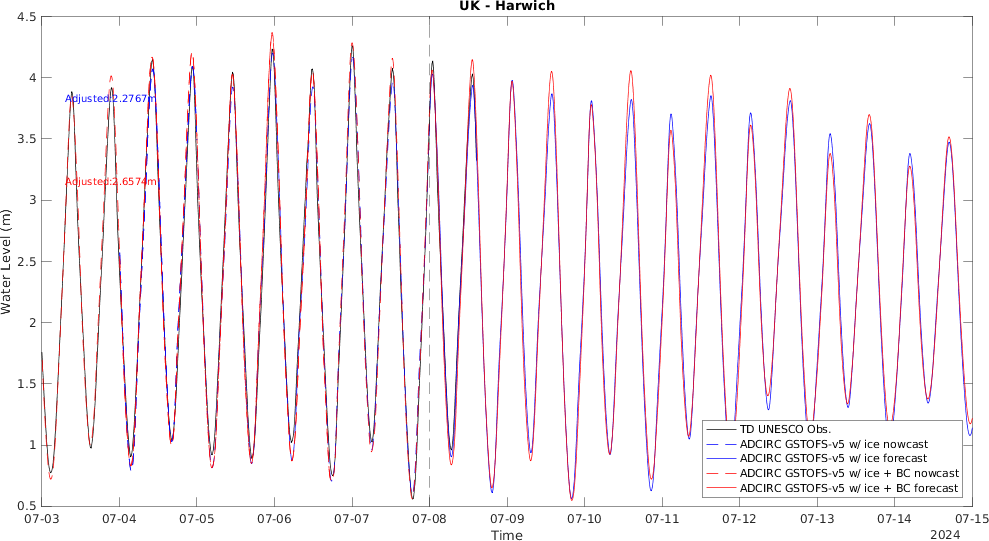 UK - Harwich
4.5
4
3.5
3
2.5
2
1.5
1
0.5
Water Level (m)
Adjusted:2.2767m
Adjusted:2.6574m
TD UNESCO Obs.
ADCIRC GSTOFS-v5 w/ ice nowcast
ADCIRC GSTOFS-v5 w/ ice forecast
ADCIRC GSTOFS-v5 w/ ice + BC nowcast
ADCIRC GSTOFS-v5 w/ ice + BC forecast
07-03 07-04 07-05 07-06 07-07 07-08 07-09 07-10 07-11 07-12 07-13 07-14 07-15
Time
2024